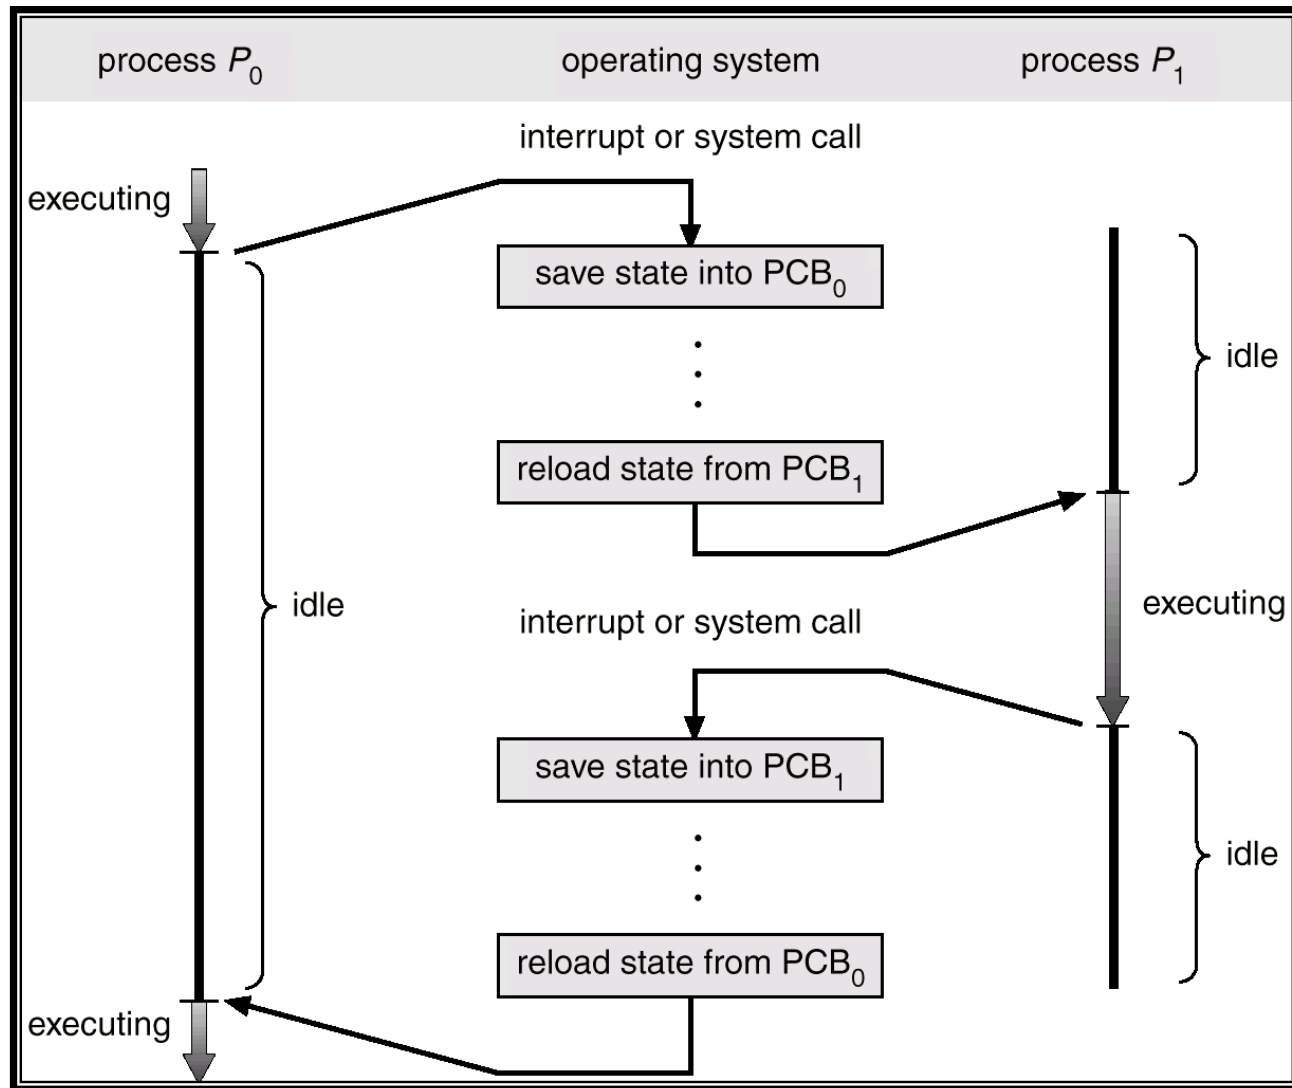 process P₀
operating system
process P₁
interrupt or system call
executing
save state into PCB₀
idle
reload state from PCB₁
idle
executing
interrupt or system call
save state into PCB₁
idle
reload state from PCB₀
executing